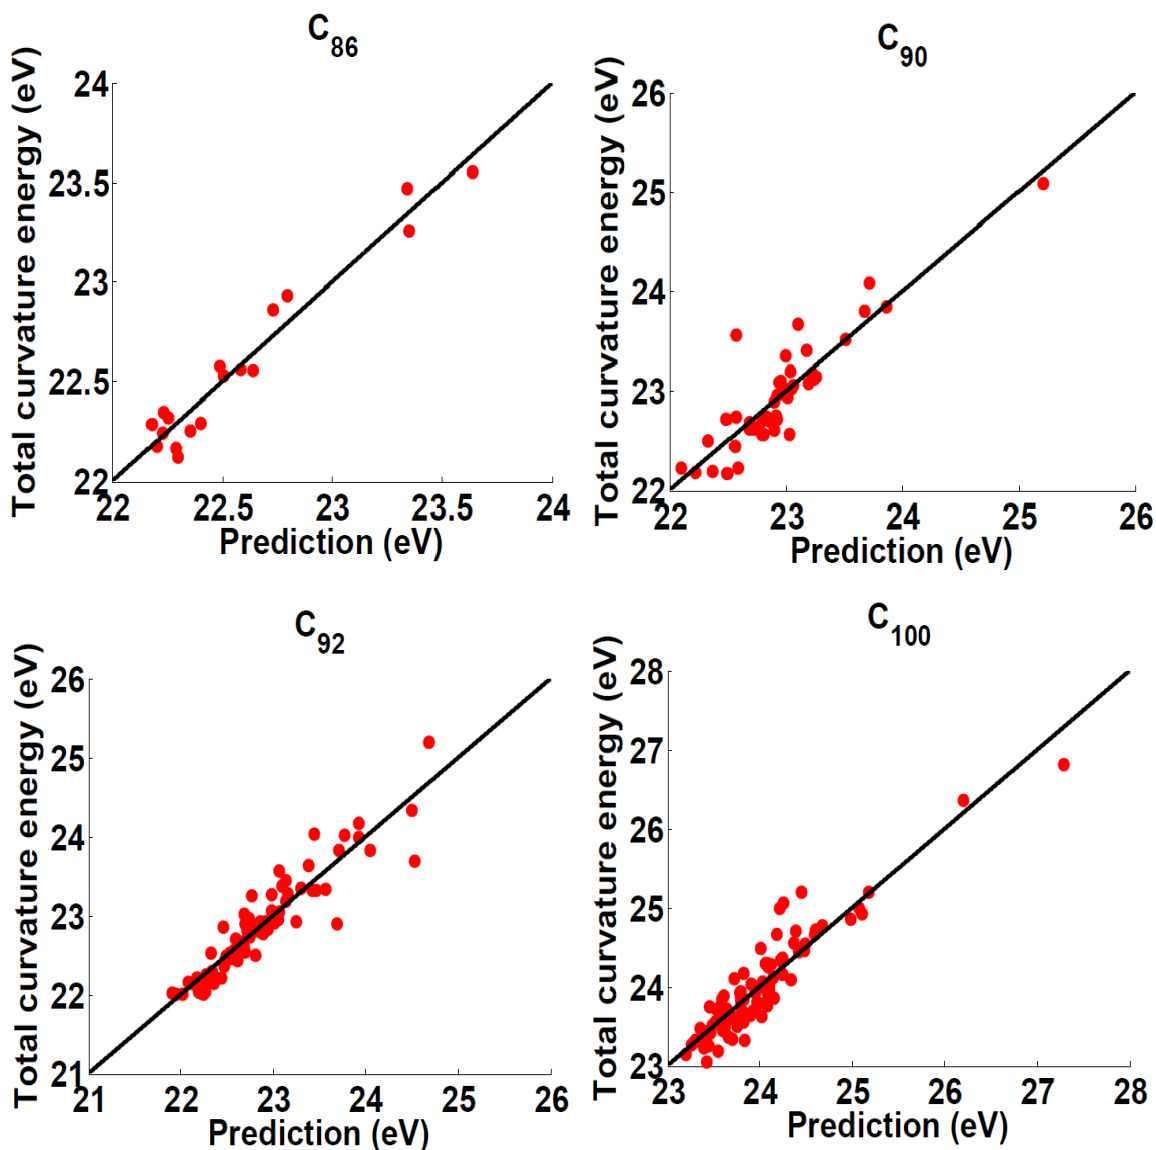 C86
Total curvature energy (eV)
24
23.5
23
22.5
22
22 22.5 23 23.5 24
Prediction (eV)
C90
Total curvature energy (eV)
26
25
24
23
22
22 23 24 25 26
Prediction (eV)
C92
Total curvature energy (eV)
26
25
24
23
22
21
21 22 23 24 25 26
Prediction (eV)
C100
Total curvature energy (eV)
28
27
26
25
24
23
23 24 25 26 27 28
Prediction (eV)